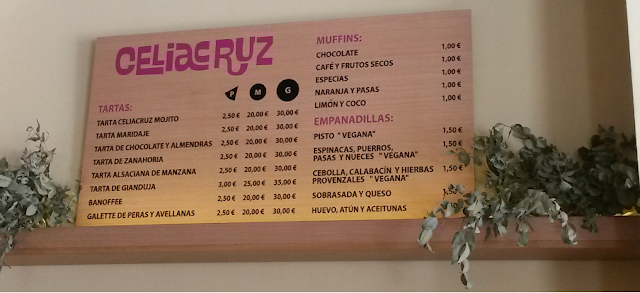 CELIACRUZ
P M G
TARTAS:
TARTA CELIACRUZ MOJITO 2,50 € 20,00 € 30,00 €
TARTA MARIDAJE 2,50 € 20,00 € 30,00 €
TARTA DE CHOCOLATE Y ALMENDRAS 2,50 € 20,00 € 30,00 €
TARTA DE ZANAHORIA 2,50 € 20,00 € 30,00 €
TARTA ALSACIANA DE MANZANA 2,50 € 20,00 € 30,00 €
TARTA DE GIANDUJA 3,00 € 25,00 € 35,00 €
BANOFFEE 2,50 € 20,00 € 30,00 €
GALETTE DE PERAS Y AVELLANAS 2,50 € 20,00 € 30,00 €
MUFFINS:
CHOCOLATE 1,00 €
CAFÉ Y FRUTOS SECOS 1,00 €
ESPECIAS 1,00 €
NARANJA Y PASAS 1,00 €
LIMÓN Y COCO 1,00 €
EMPANADILLAS:
PISTO "VEGANA" 1,50 €
ESPINACAS, PUERROS,
PASAS Y NUECES "VEGANA" 1,50 €
CEBOLLA, CALABACÍN Y HIERBAS
PROVENZALES "VEGANA" 1,50 €
SOBRASADA Y QUESO
HUEVO, ATÚN Y ACEITUNAS